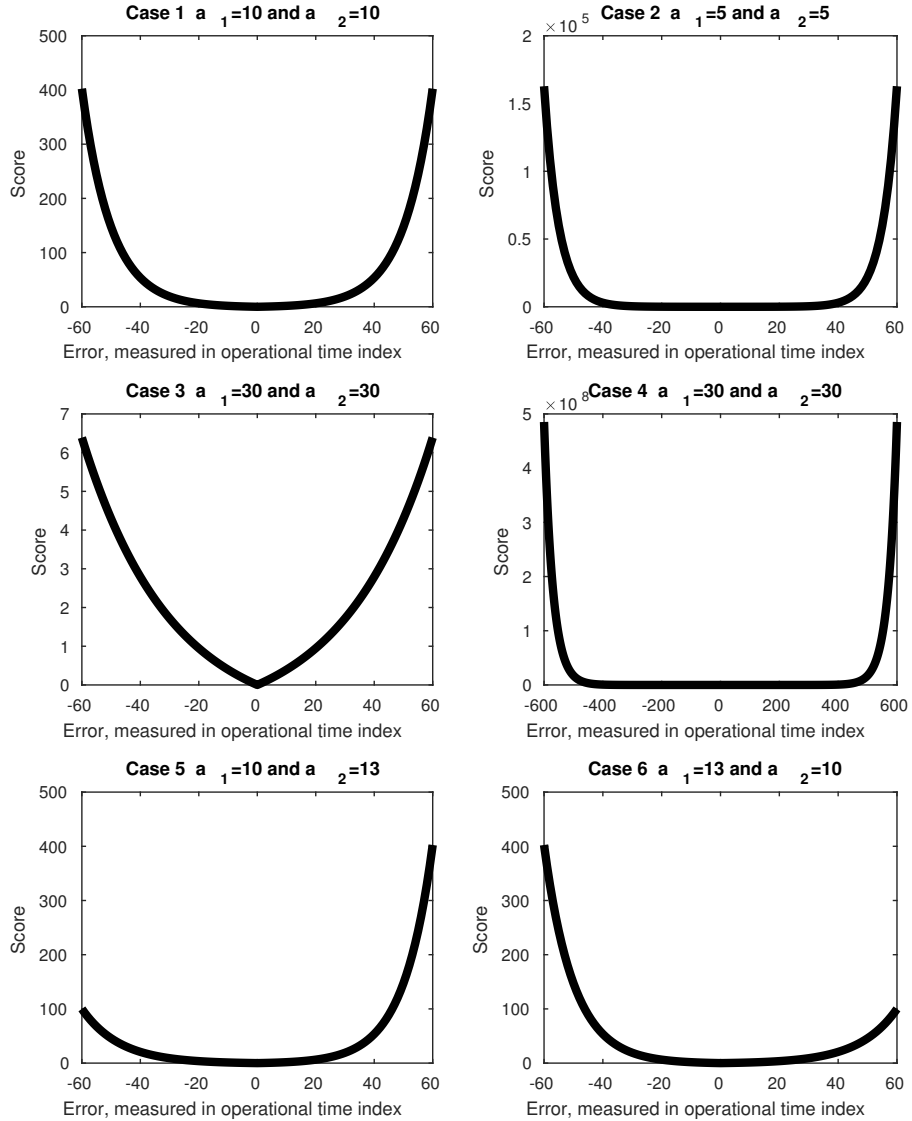 Case 1 a 1=10 and a 2=10
500
400
300
200
100
0
Score
-60 -40 -20 0 20 40 60
Error, measured in operational time index
Case 2 a 1=5 and a 2=5
× 10 5
2
1.5
1
0.5
0
Score
-60 -40 -20 0 20 40 60
Error, measured in operational time index
Case 3 a 1=30 and a 2=30
7
6
5
4
3
2
1
0
Score
-60 -40 -20 0 20 40 60
Error, measured in operational time index
Case 4 a 1=30 and a 2=30
× 10 8
5
4
3
2
1
0
Score
-600 -400 -200 0 200 400 600
Error, measured in operational time index
Case 5 a 1=10 and a 2=13
500
400
300
200
100
0
Score
-60 -40 -20 0 20 40 60
Error, measured in operational time index
Case 6 a 1=13 and a 2=10
500
400
300
200
100
0
Score
-60 -40 -20 0 20 40 60
Error, measured in operational time index